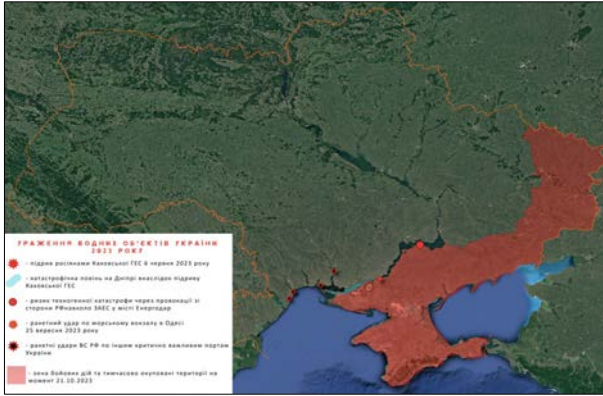 УРАЖЕННЯ ВОДНИХ ОБ'ЄКТІВ УКРАЇНИ
2023 РОКУ
- підрив росіянами Каховської ГЕС 6 червня 2023 року
- катастрофічна повінь на Дніпрі внаслідок підриву
Каховської ГЕС
- ризик техногенної катастрофи через провокації зі
сторони РФ навколо ЗАЕС у місті Енергодар
- ракетний удар по морському вокзалу в Одесі
25 вересня 2023 року
- ракетні удари ВС РФ по іншим критично важливим портам
України
- зона бойових дій та тимчасово окуповані території на
момент 21.10.2023